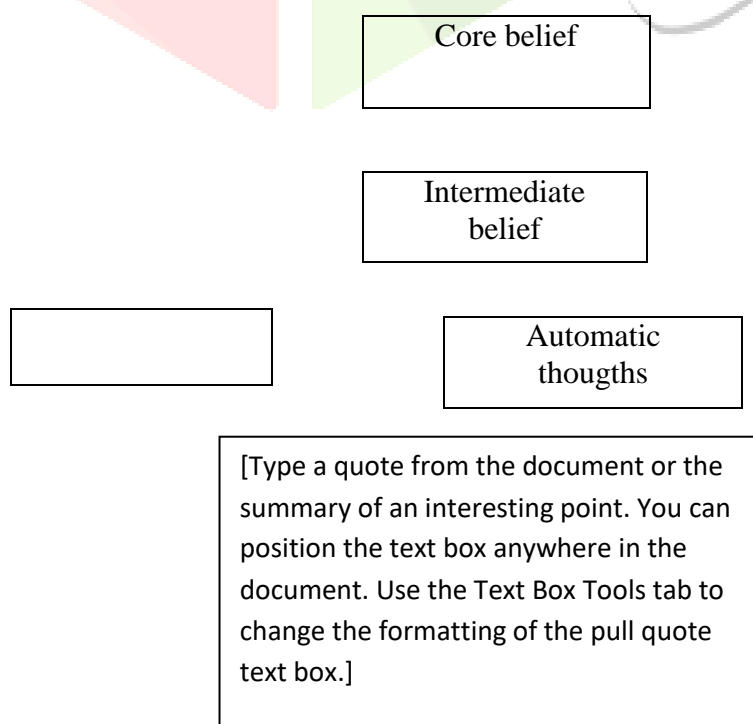 Core belief
Intermediate
belief
Automatic
thougths
[Type a quote from the document or the
summary of an interesting point. You can
position the text box anywhere in the
document. Use the Text Box Tools tab to
change the formatting of the pull quote
text box.]